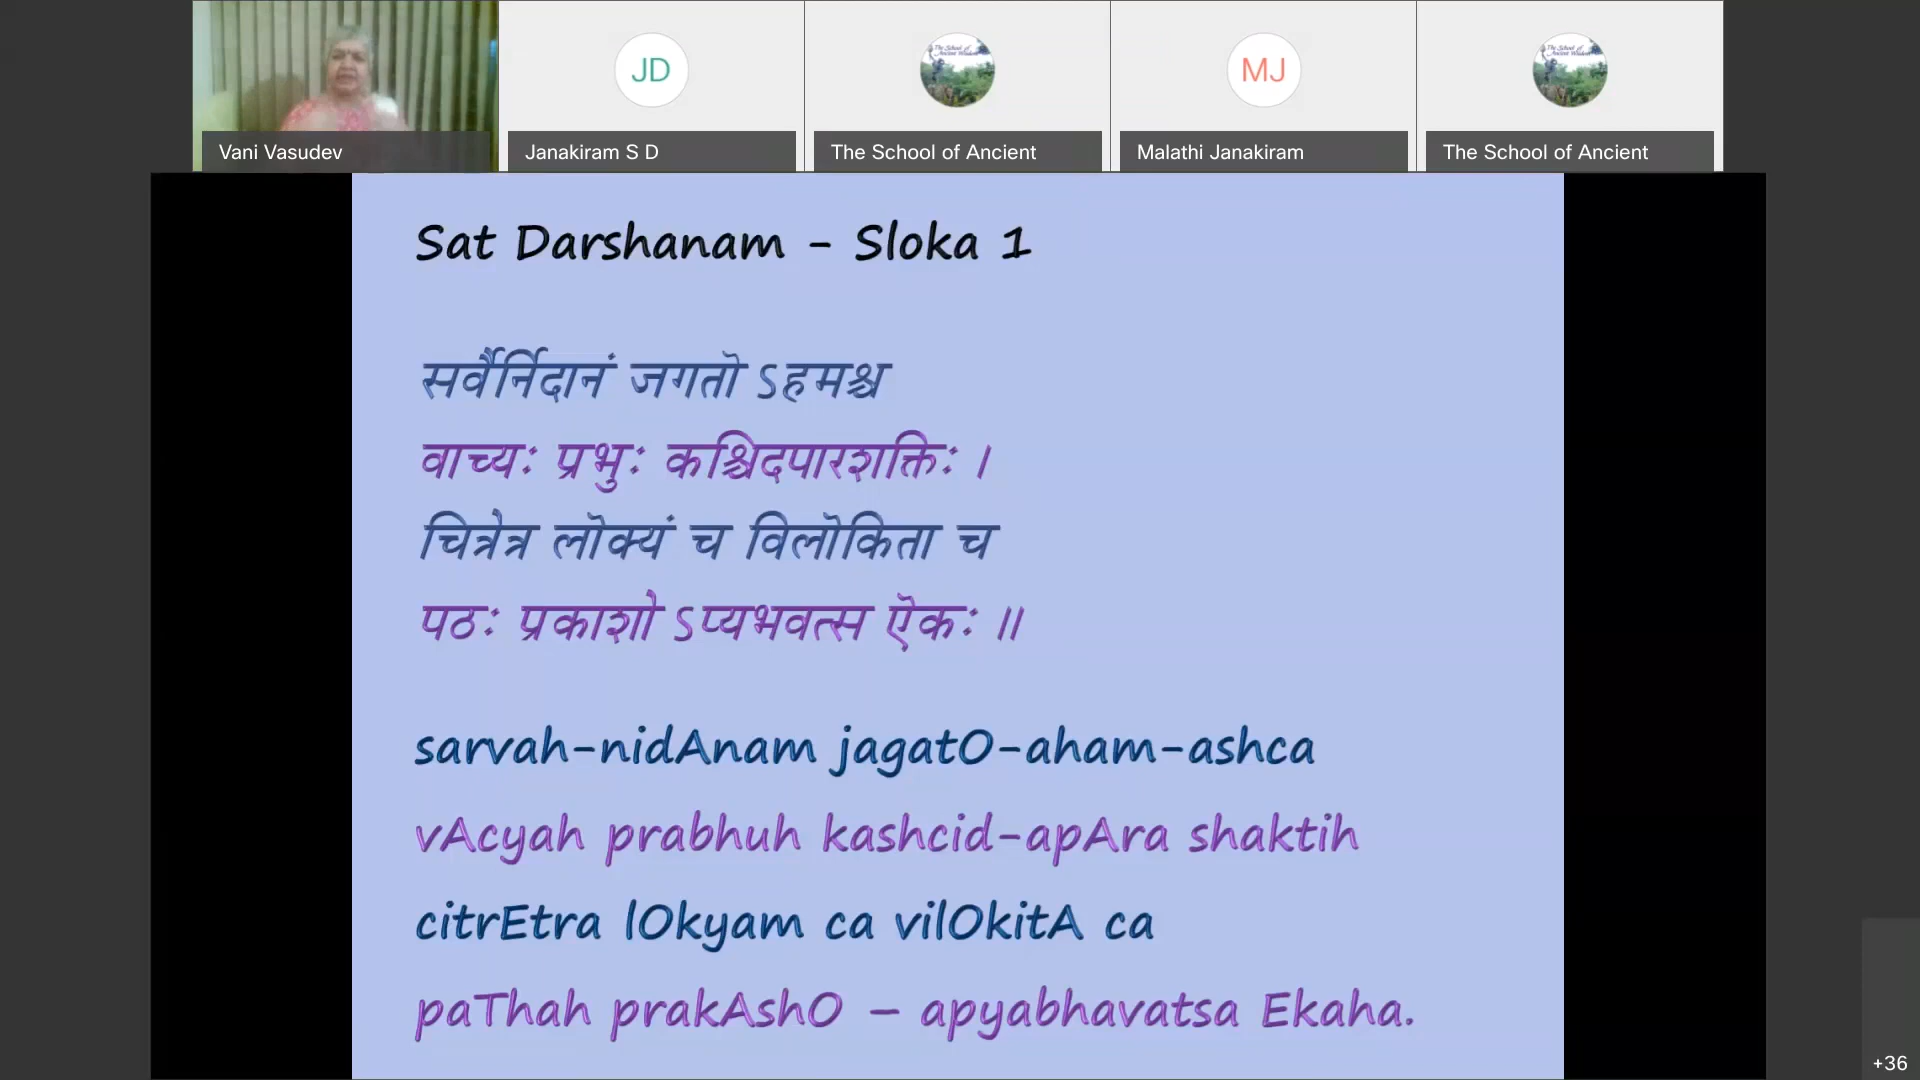 JD
MJ
Vani Vasudev
Janakiram S D
The School of Ancient
Malathi Janakiram
The School of Ancient
Sat Darshanam - Sloka 1
सर्वैर्निदानं जगतॊ ऽहमश्च
वाच्यः प्रभुः कश्चिदपारशक्तिः ।
चित्रेत्र लॊक्यं च विलॊकिता च
पठः प्रकाशो ऽप्यभवत्स ऎकः ॥
sarvah-nidAnam jagatO-aham-ashca
vAcyah prabhuh kashcid-apAra shaktih
citrEtra lOkyam ca vilOkitA ca
paThah prakAshO – apyabhavatsa Ekaha.
+36